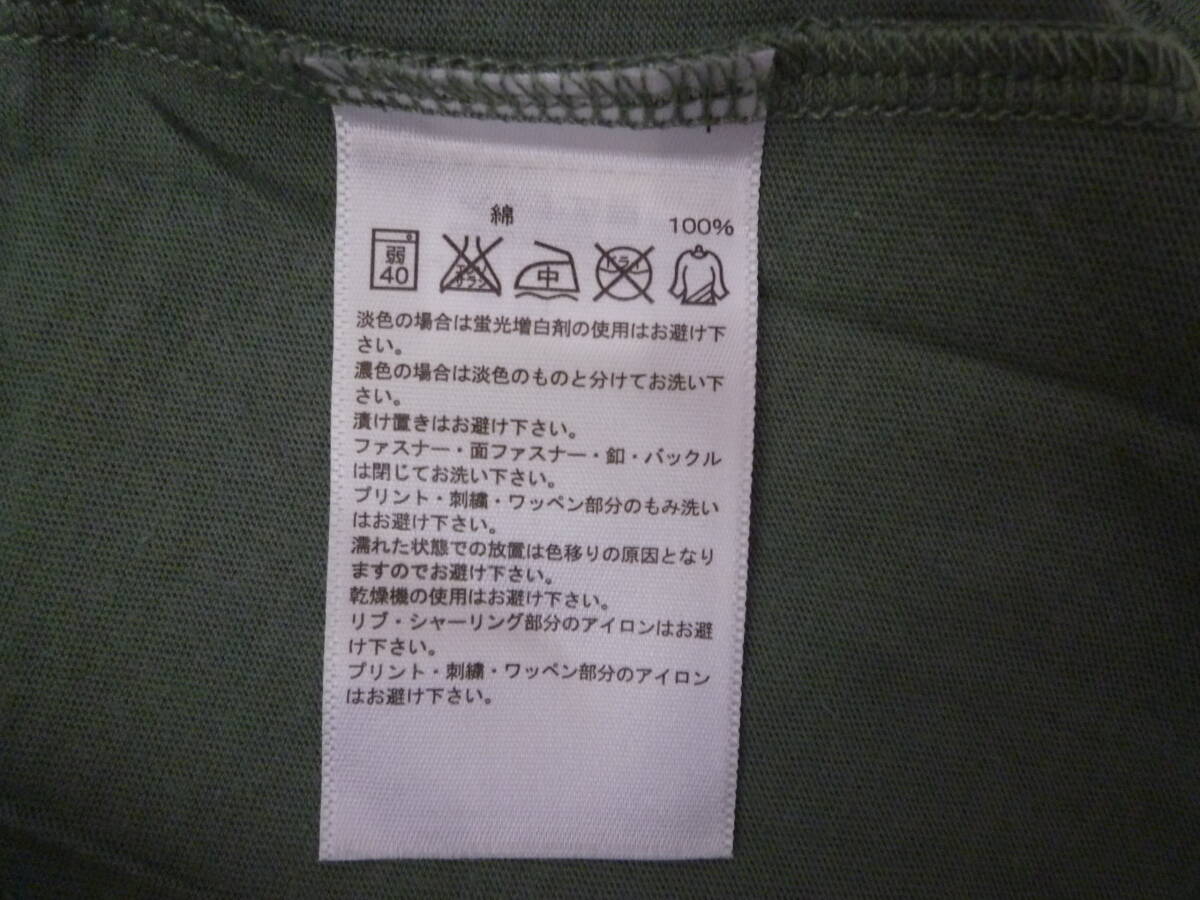 綿 100%
弱 40 エンソ サラシ 中 ドライ
淡色の場合は蛍光増白剤の使用はお避け下
さい。
濃色の場合は淡色のものと分けてお洗い下
さい。
漬け置きはお避け下さい。
ファスナー・面ファスナー・釦・バックル
は閉じてお洗い下さい。
プリント・刺繍・ワッペン部分のもみ洗い
はお避け下さい。
濡れた状態での放置は色移りの原因となり
ますのでお避け下さい。
乾燥機の使用はお避け下さい。
リブ・シャーリング部分のアイロンはお避
け下さい。
プリント・刺繍・ワッペン部分のアイロン
はお避け下さい。